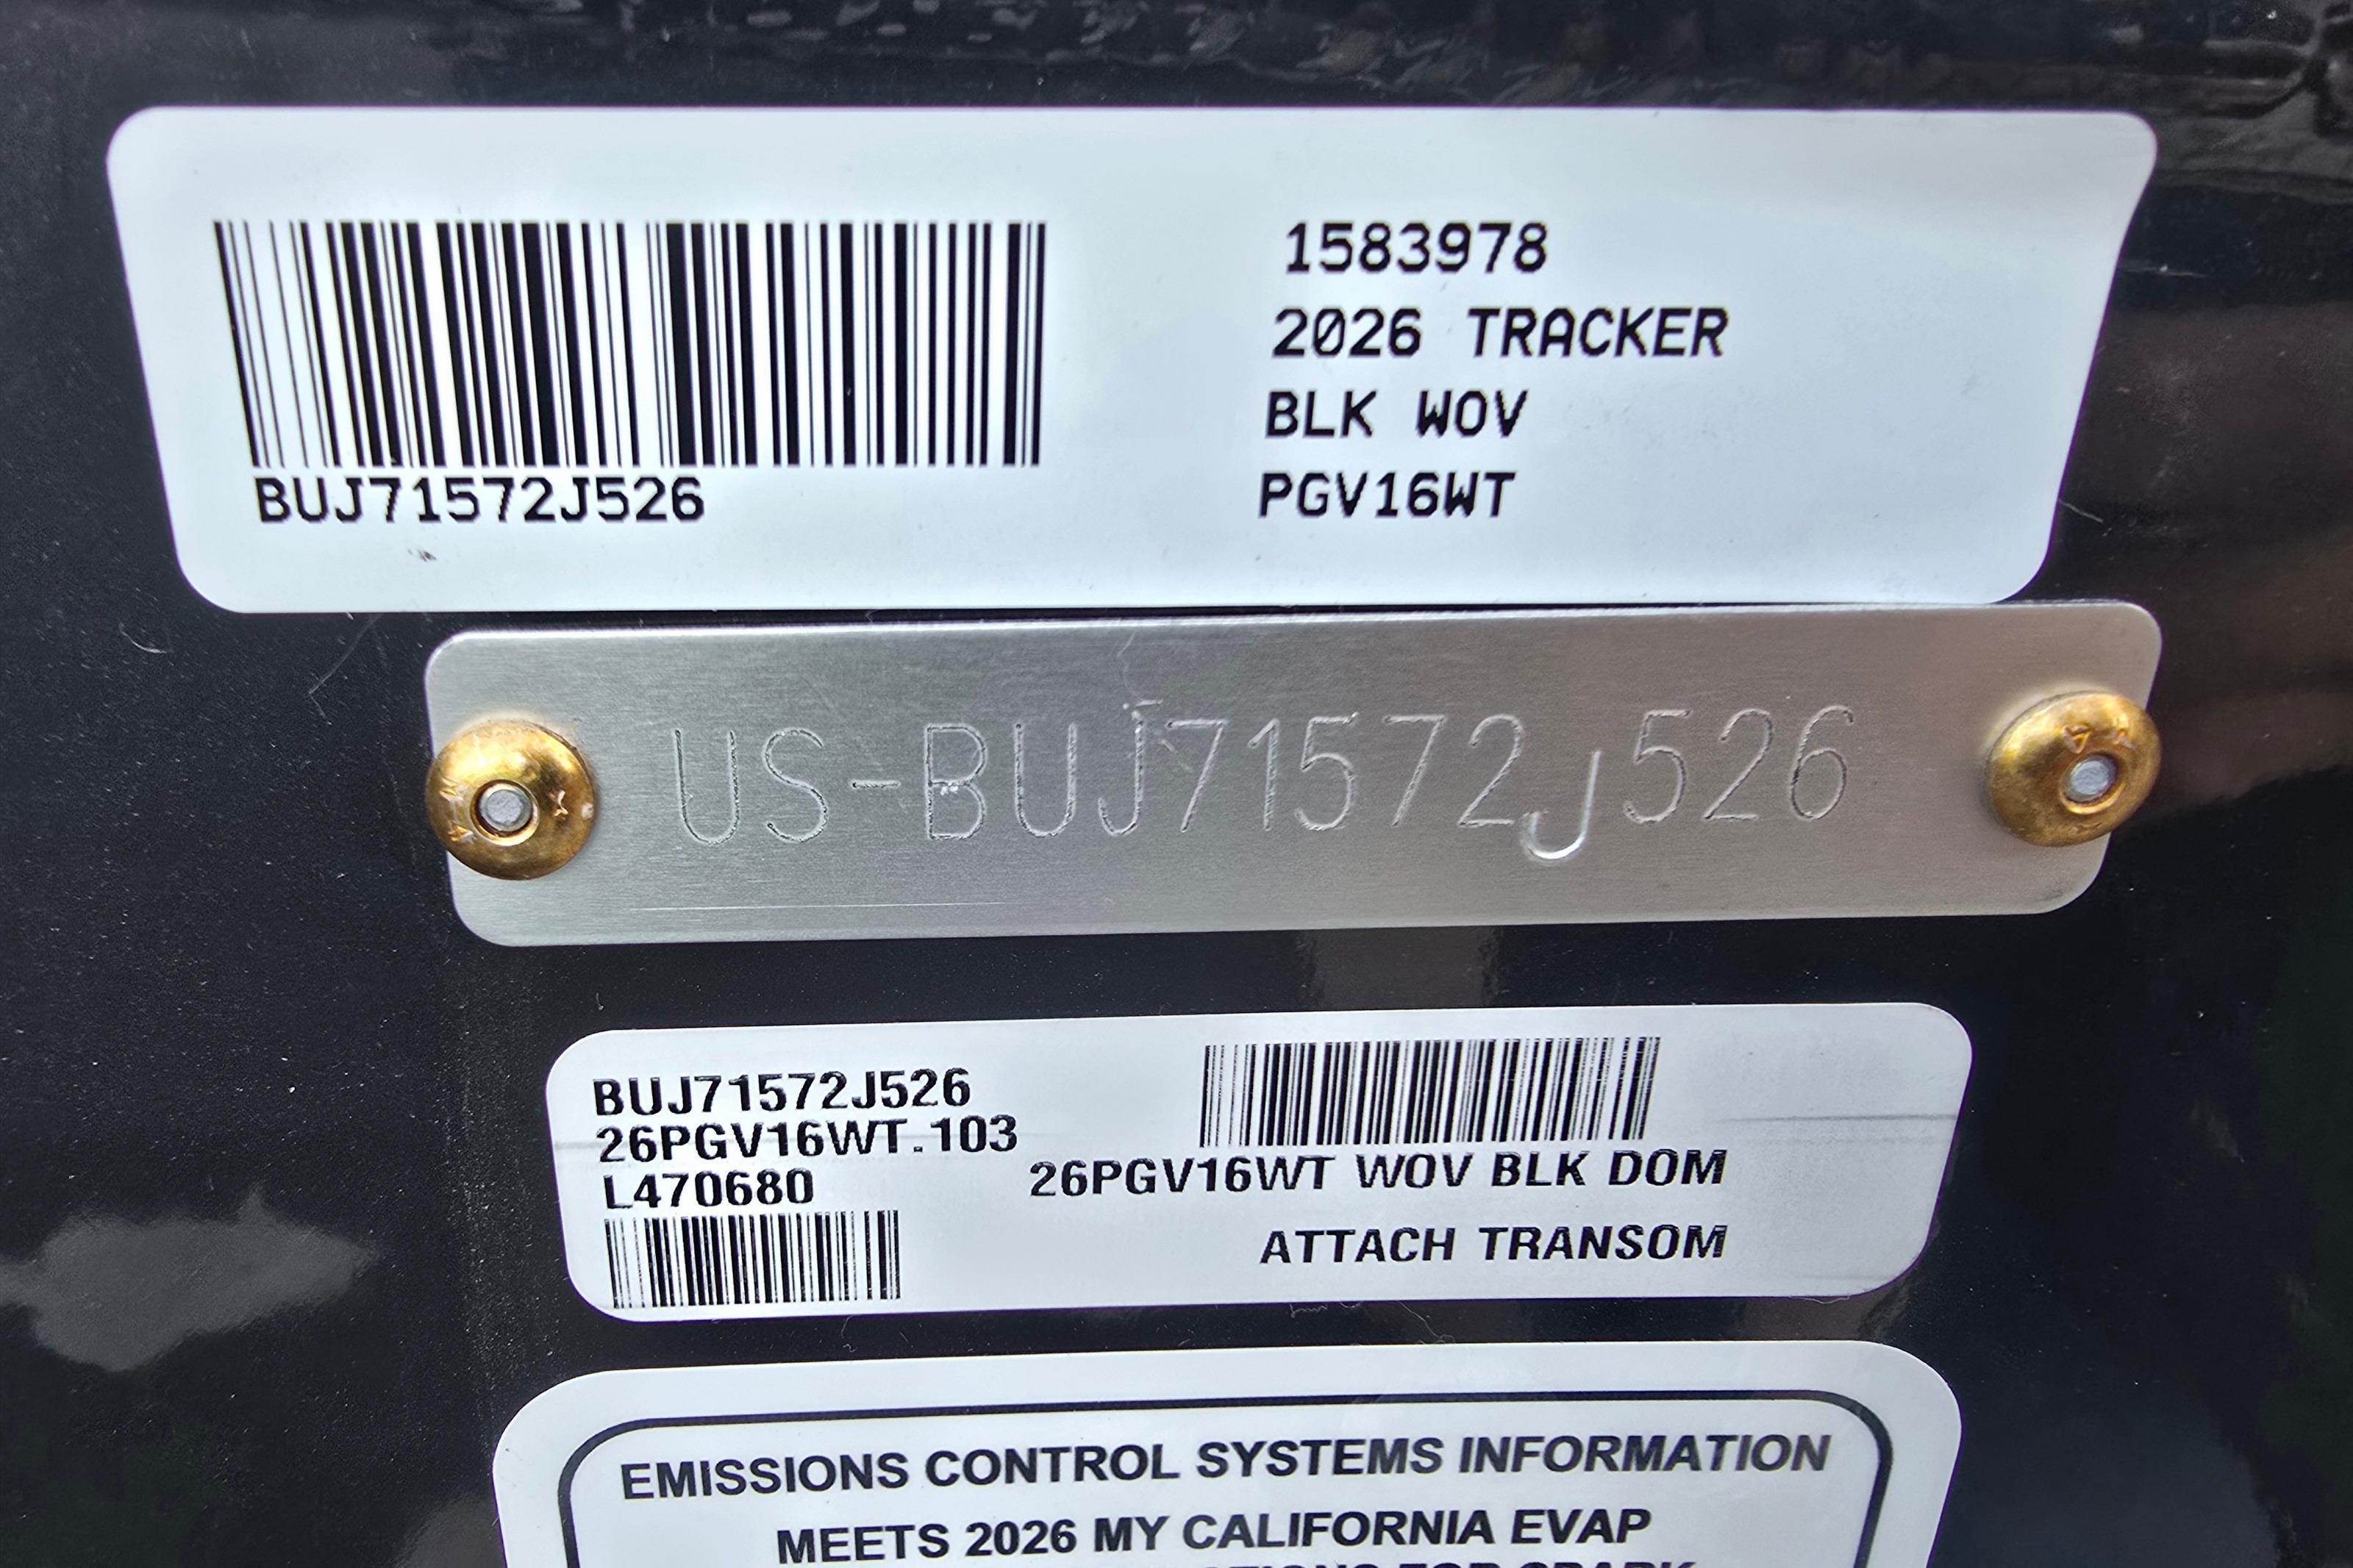 1583978
2026 TRACKER
BLK WOV
PGV16WT
BUJ71572J526
US-BUJ71572J526
BUJ71572J526
26PGV16WT.103
L470680
26PGV16WT WOV BLK DOM
ATTACH TRANSOM
EMISSIONS CONTROL SYSTEMS INFORMATION
MEETS 2026 MY CALIFORNIA EVAP